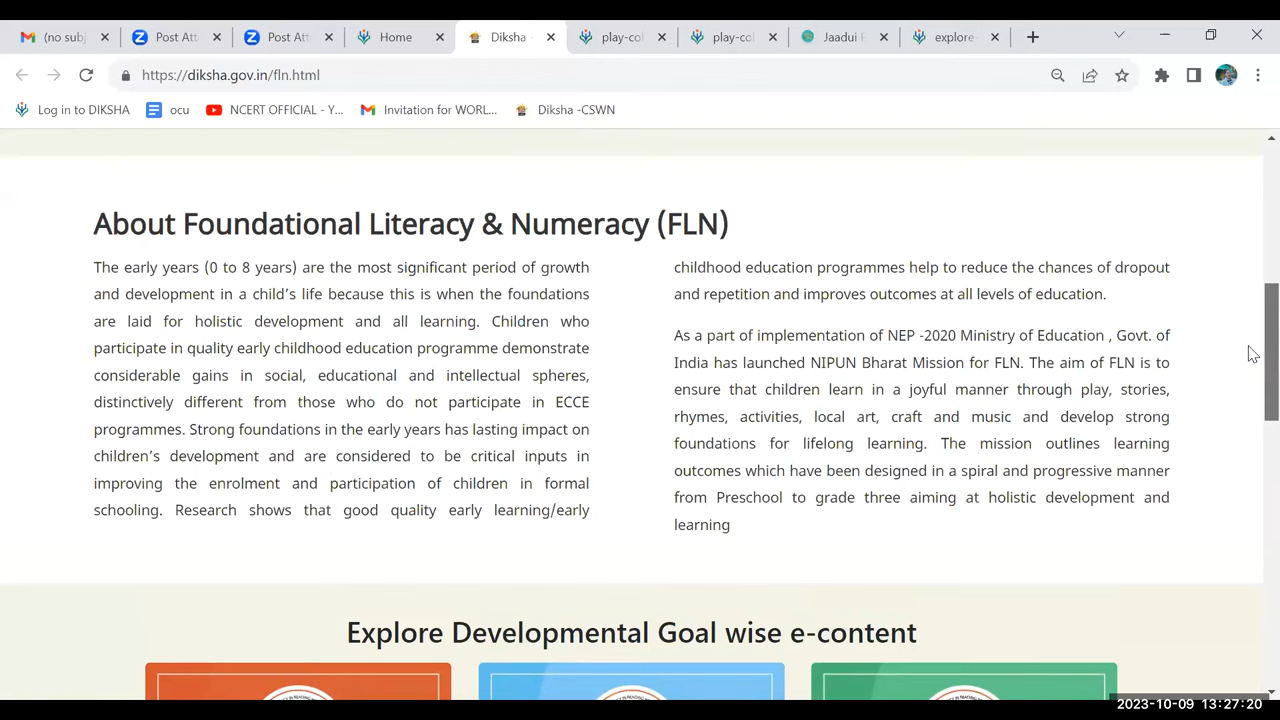 (no subj
Post Att
Post Att
Home
Diksha -
play-col
play-col
Jaadui
explore-
https://diksha.gov.in/fln.html
Log in to DIKSHA
ocu
NCERT OFFICIAL - Y...
Invitation for WORL...
Diksha -CSWN
About Foundational Literacy & Numeracy (FLN)
The early years (0 to 8 years) are the most significant period of growth
and development in a child's life because this is when the foundations
are laid for holistic development and all learning. Children who
participate in quality early childhood education programme demonstrate
considerable gains in social, educational and intellectual spheres,
distinctively different from those who do not participate in ECCE
programmes. Strong foundations in the early years has lasting impact on
children's development and are considered to be critical inputs in
improving the enrolment and participation of children in formal
schooling. Research shows that good quality early learning/early
childhood education programmes help to reduce the chances of dropout
and repetition and improves outcomes at all levels of education.
As a part of implementation of NEP -2020 Ministry of Education , Govt. of
India has launched NIPUN Bharat Mission for FLN. The aim of FLN is to
ensure that children learn in a joyful manner through play, stories,
rhymes, activities, local art, craft and music and develop strong
foundations for lifelong learning. The mission outlines learning
outcomes which have been designed in a spiral and progressive manner
from Preschool to grade three aiming at holistic development and
learning
Explore Developmental Goal wise e-content
2023-10-09 13:27:20